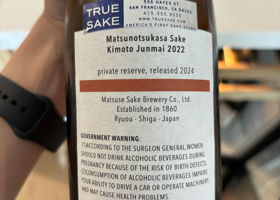 TRUE
SAKE
556 HAYES ST.
SAN FRANCISCO, CA 94102
415.355.9555
AMERICA'S FIRST SAKE STORE
Matsunotsukasa Sake
Kimoto Junmai 2022
private reserve, released 2024
Matsuse Sake Brewery Co., Ltd.
Established in 1860
Ryuou - Shiga - Japan
GOVERNMENT WARNING:
(1)ACCORDING TO THE SURGEON GENERAL, WOMEN
SHOULD NOT DRINK ALCOHOLIC BEVERAGES DURING
PREGNANCY BECAUSE OF THE RISK OF BIRTH DEFECTS.
(2)CONSUMPTION OF ALCOHOLIC BEVERAGES IMPAIRS
YOUR ABILITY TO DRIVE A CAR OR OPERATE MACHINERY,
AND MAY CAUSE HEALTH PROBLEMS.